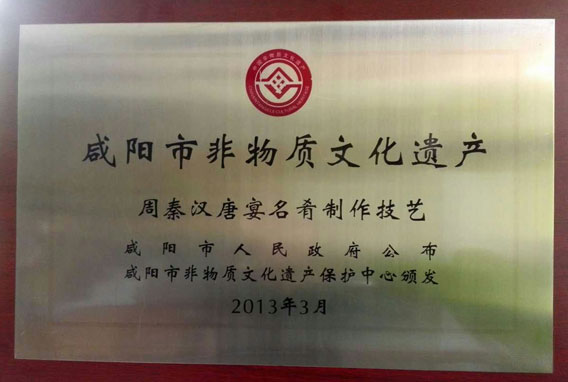 咸阳市非物质文化遗产
周秦汉唐宴名肴制作技艺
咸阳市人民政府公布
咸阳市非物质文化遗产保护中心颁发
2013年3月